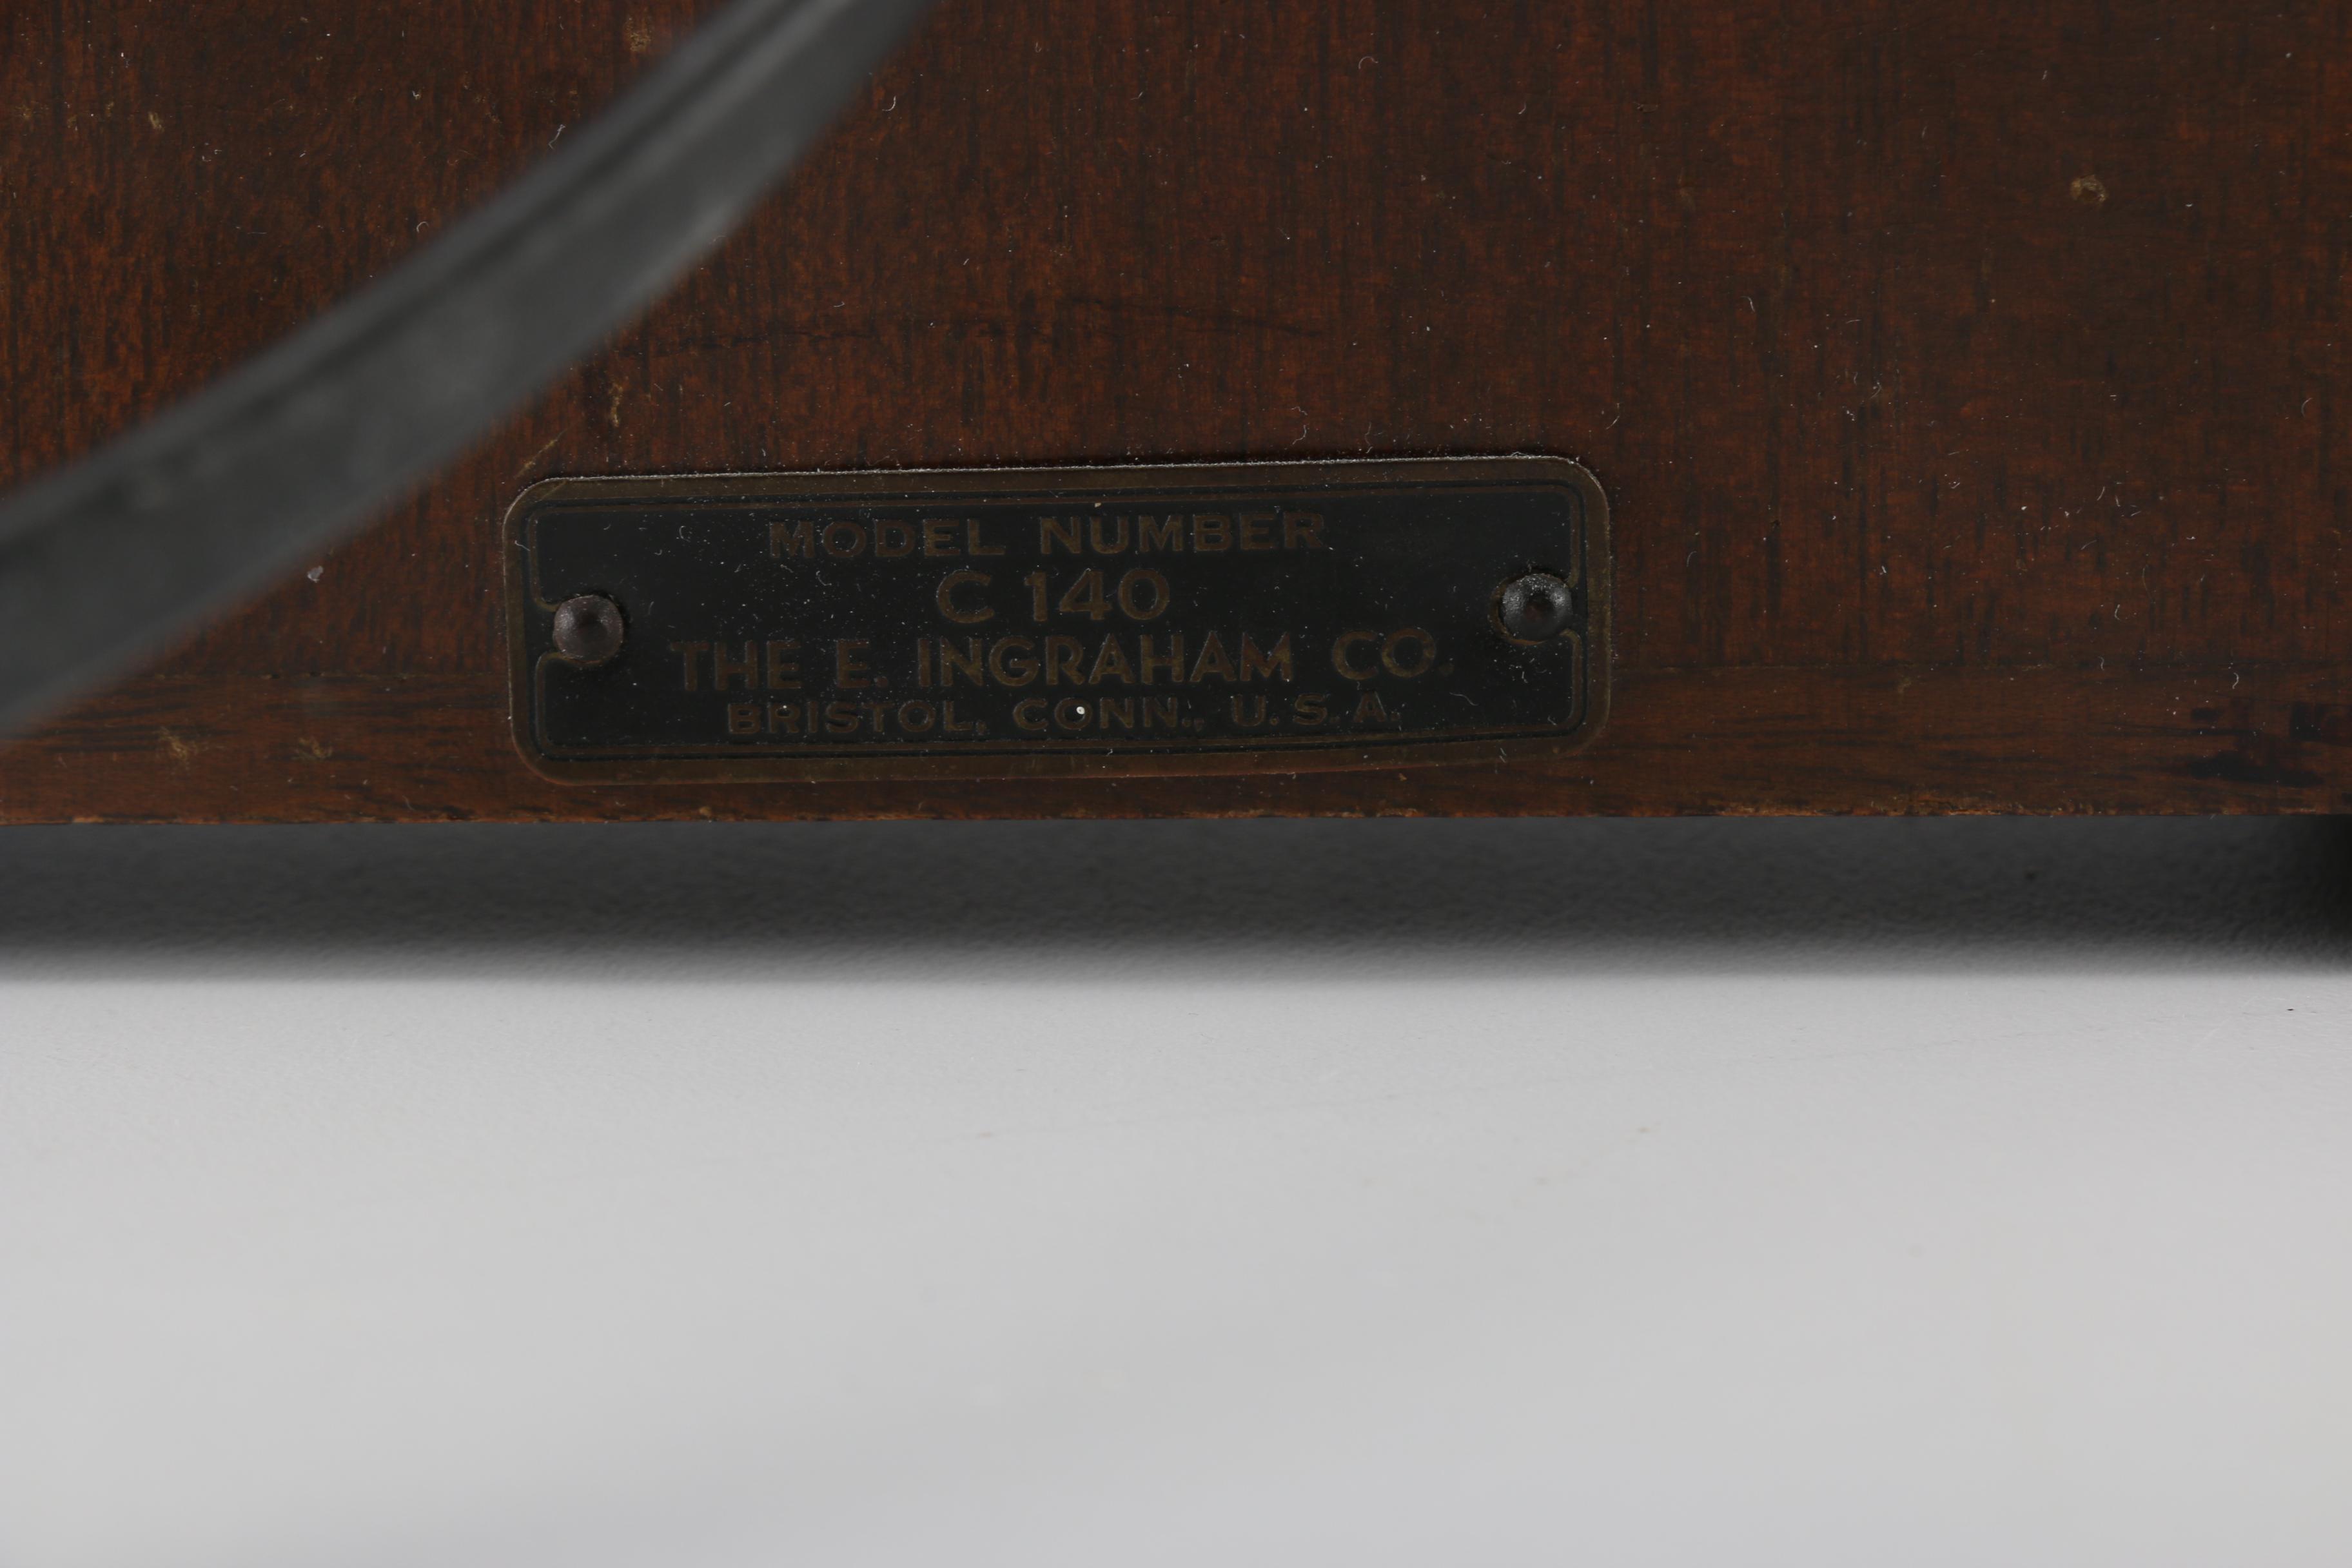 MODEL NUMBER
C 140
THE E. INGRAHAM CO.
BRISTOL, CONN., U.S.A.